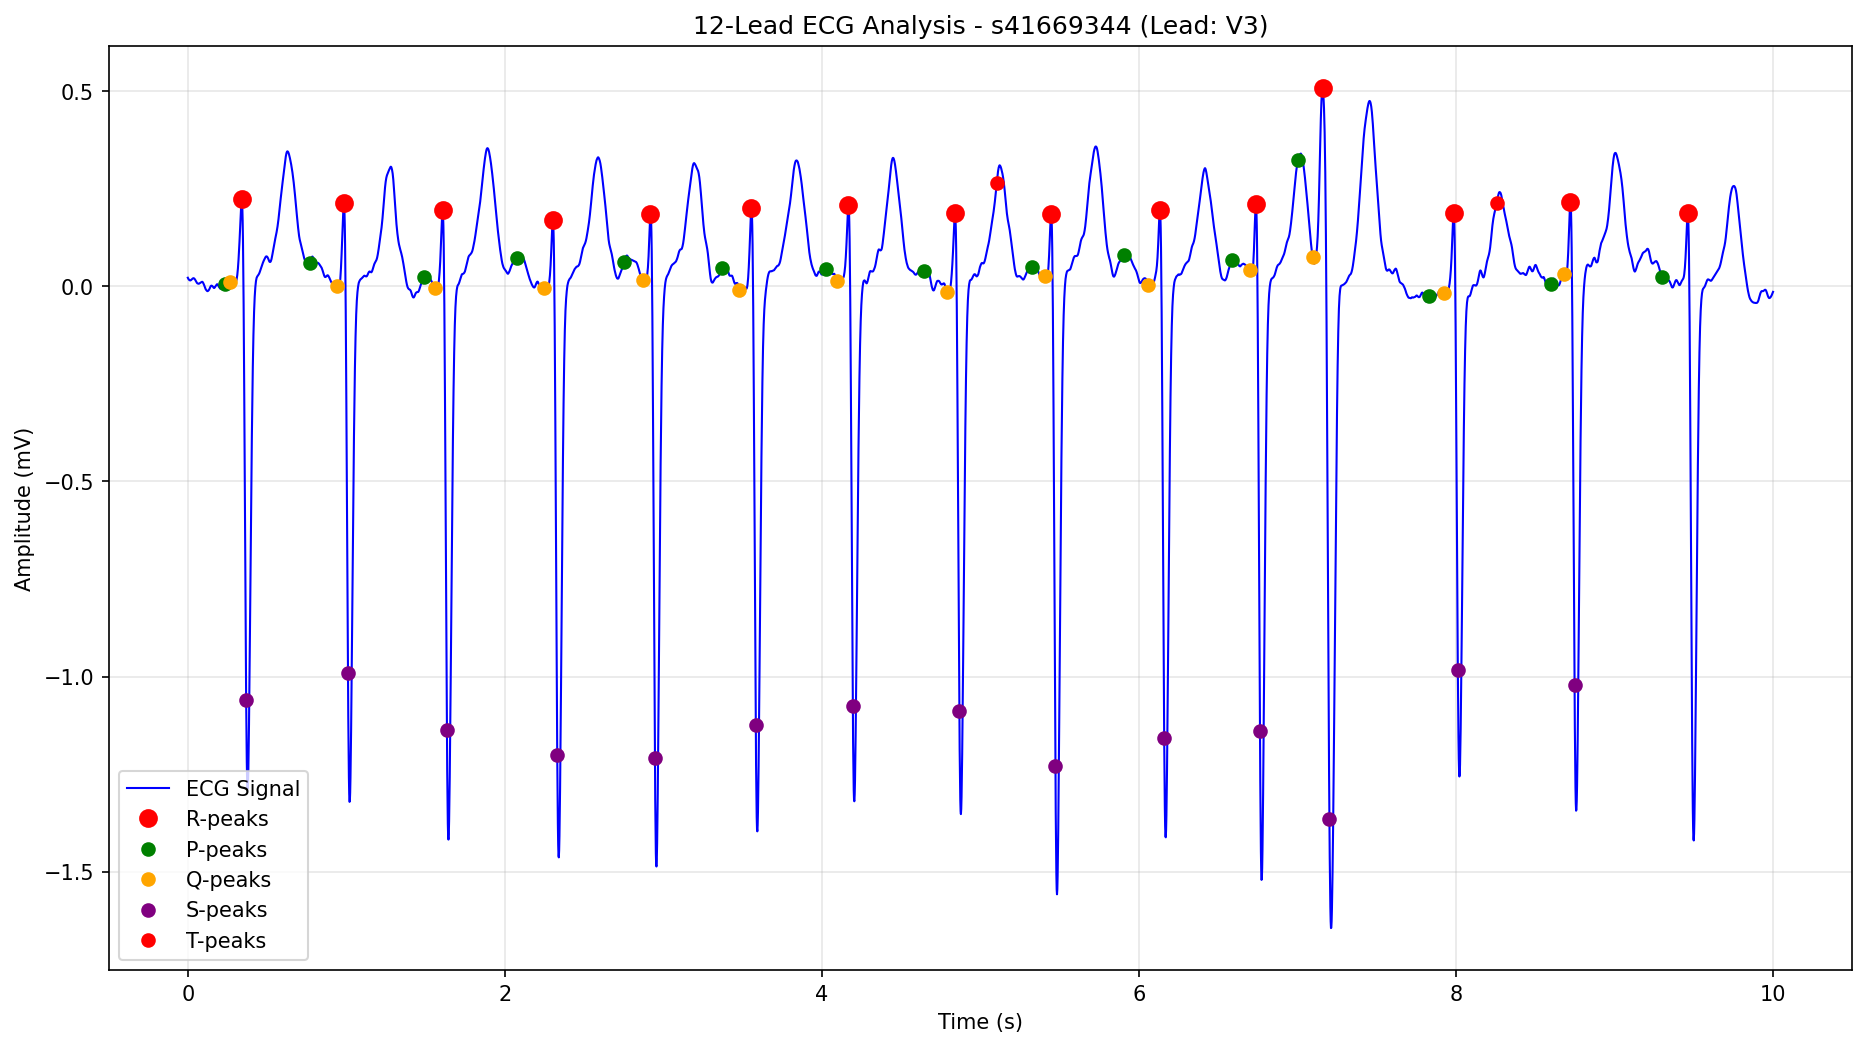 12-Lead ECG Analysis - s41669344 (Lead: V3)
Amplitude (mV)
0.5
0.0
−0.5
−1.0
−1.5
ECG Signal
R-peaks
P-peaks
Q-peaks
S-peaks
T-peaks
0 2 4 6 8 10
Time (s)